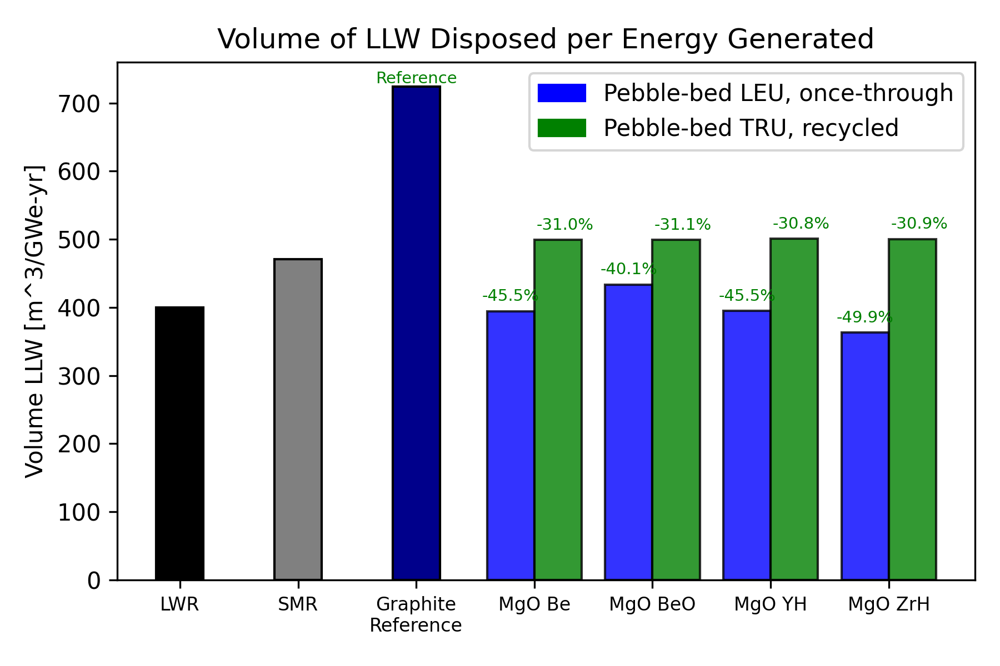 Volume of LLW Disposed per Energy Generated
Volume LLW [m^3/GWe-yr]
700
600
500
400
300
200
100
0
Reference
Pebble-bed LEU, once-through
Pebble-bed TRU, recycled
-45.5%
-31.0%
-40.1%
-31.1%
-45.5%
-30.8%
-49.9%
-30.9%
LWR
SMR
Graphite
Reference
MgO Be
MgO BeO
MgO YH
MgO ZrH